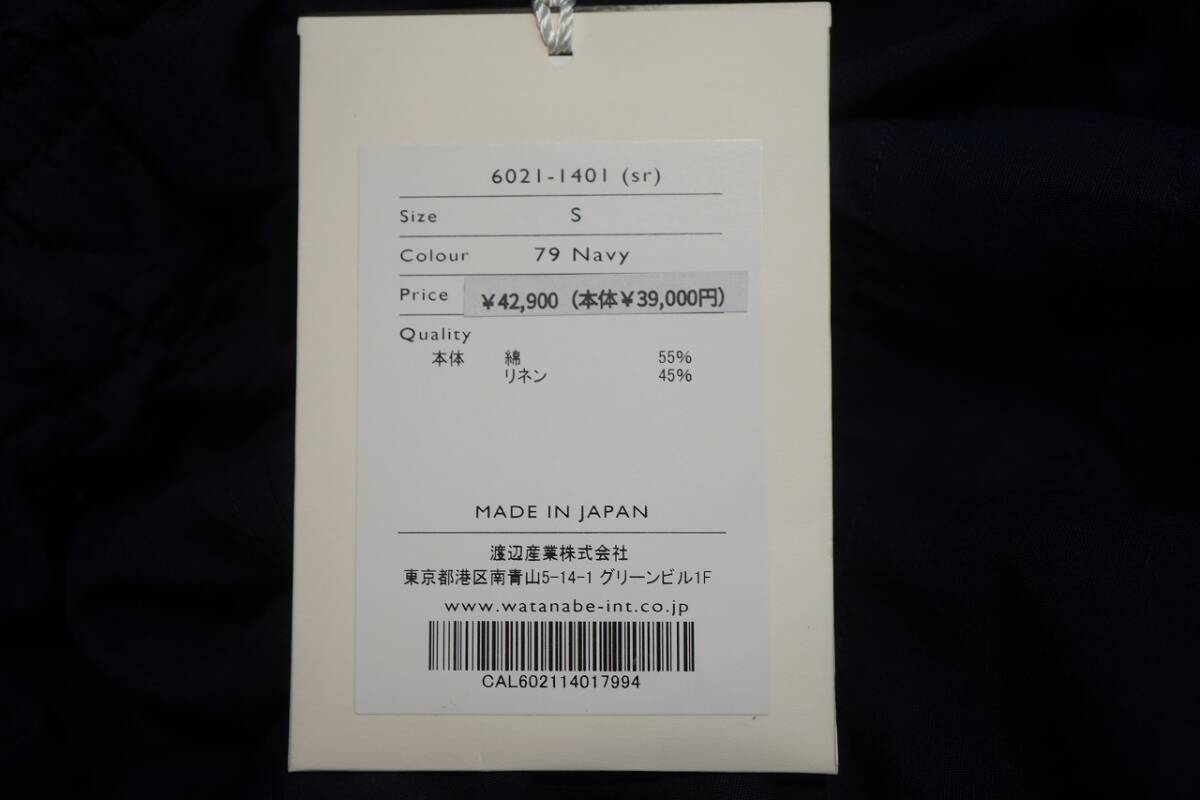 6021-1401 (sr)
Size S
Colour 79 Navy
Price ¥42,900 (本体¥39,000円)
Quality
本体 綿 55%
リネン 45%
MADE IN JAPAN
渡辺産業株式会社
東京都港区南青山5-14-1 グリーンビル1F
www.watanabe-int.co.jp
CAL602114017994